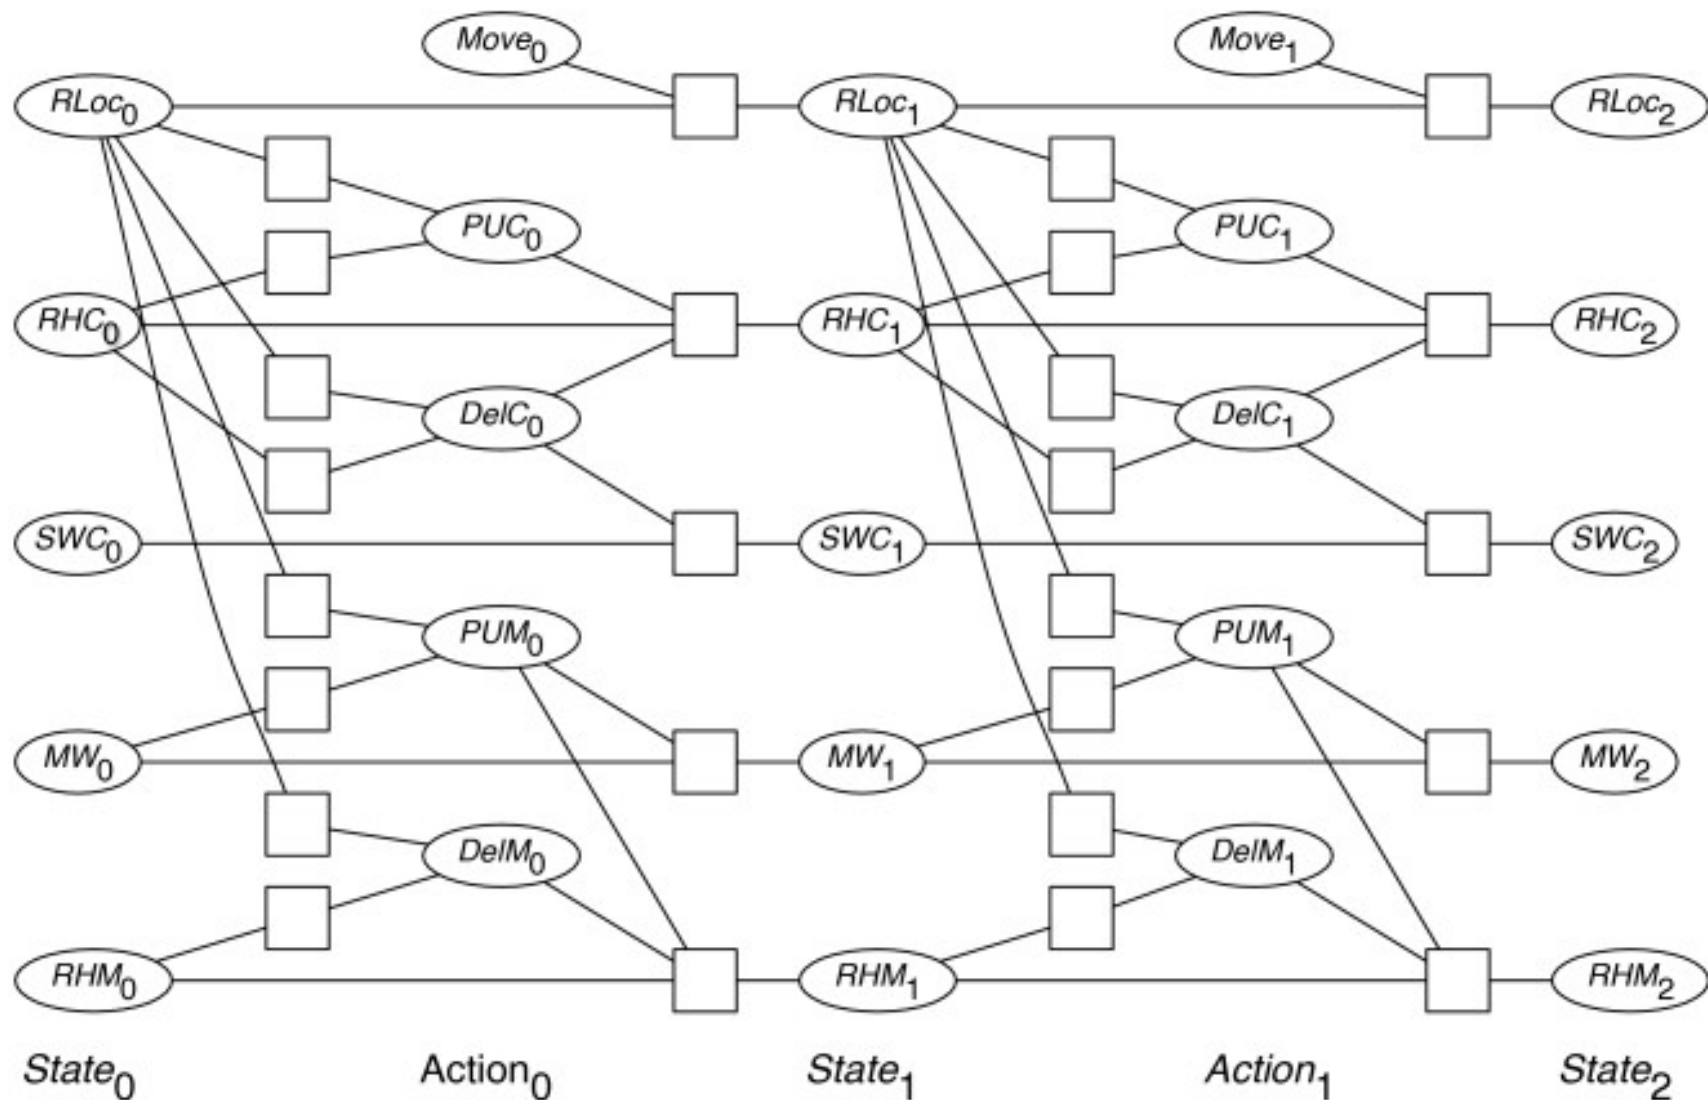 Move₀ Move₁
RLoc₀ RLoc₁ RLoc₂
PUC₀ PUC₁
RHC₀ RHC₁ RHC₂
DelC₀ DelC₁
SWC₀ SWC₁ SWC₂
PUM₀ PUM₁
MW₀ MW₁ MW₂
DelM₀ DelM₁
RHM₀ RHM₁ RHM₂
State₀ Action₀ State₁ Action₁ State₂